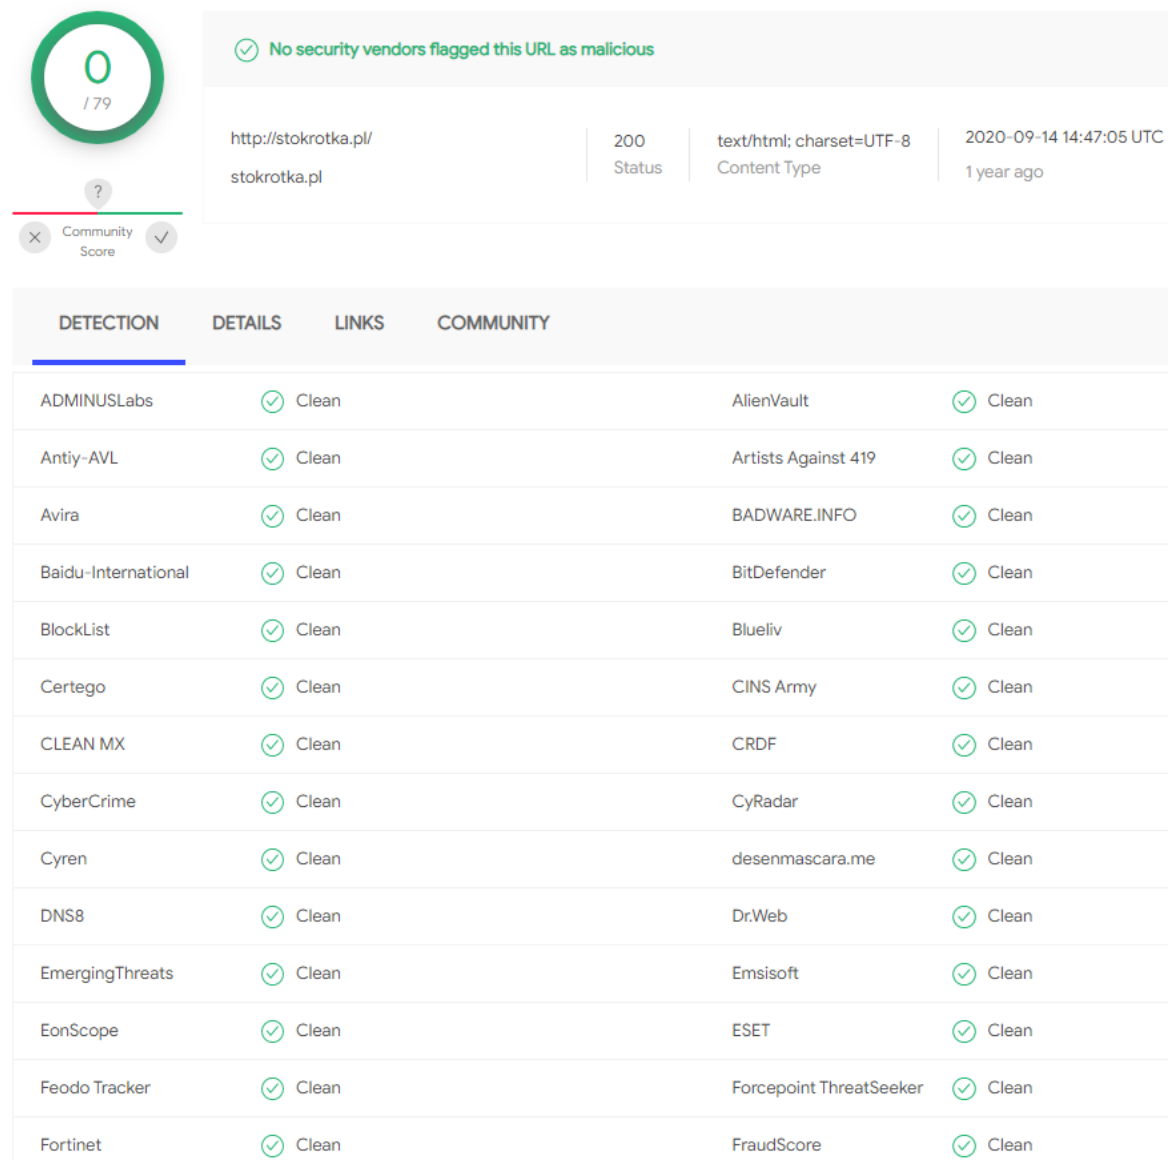 0
/ 79
?
Community
Score
No security vendors flagged this URL as malicious
http://stokrotka.pl/
stokrotka.pl
200
Status
text/html; charset=UTF-8
Content Type
2020-09-14 14:47:05 UTC
1 year ago
DETECTION DETAILS LINKS COMMUNITY
ADMINUSLabs Clean AlienVault Clean
Antiy-AVL Clean Artists Against 419 Clean
Avira Clean BADWARE.INFO Clean
Baidu-International Clean BitDefender Clean
BlockList Clean Blueliv Clean
Certego Clean CINS Army Clean
CLEAN MX Clean CRDF Clean
CyberCrime Clean CyRadar Clean
Cyren Clean desenmascara.me Clean
DNS8 Clean Dr.Web Clean
EmergingThreats Clean Emsisoft Clean
EonScope Clean ESET Clean
Feodo Tracker Clean Forcepoint ThreatSeeker Clean
Fortinet Clean FraudScore Clean